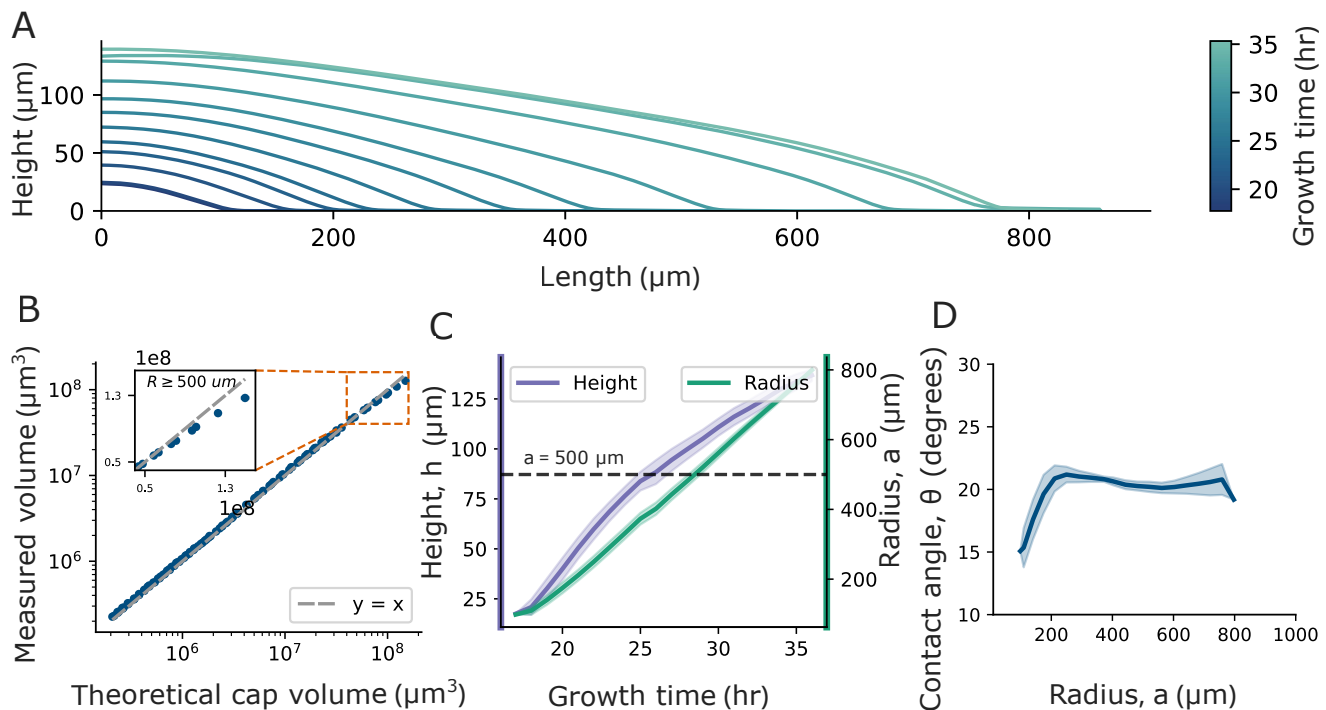 A
Height (µm)
100
50
0
0 200 400 600 800
Length (µm)
35
30
25
20
Growth time (hr)
B
Measured volume (µm³)
10⁸
10⁷
10⁶
1e8
R ≥ 500 um
1.3
0.5
0.5 1.3
1e8
y = x
10⁶ 10⁷ 10⁸
Theoretical cap volume (µm³)
C
Height, h (µm)
125
100
75
50
25
Height
Radius
a = 500 µm
800
600
400
200
Radius, a (µm)
20 25 30 35
Growth time (hr)
D
Contact angle, θ (degrees)
30
25
20
15
10
200 400 600 800 1000
Radius, a (µm)